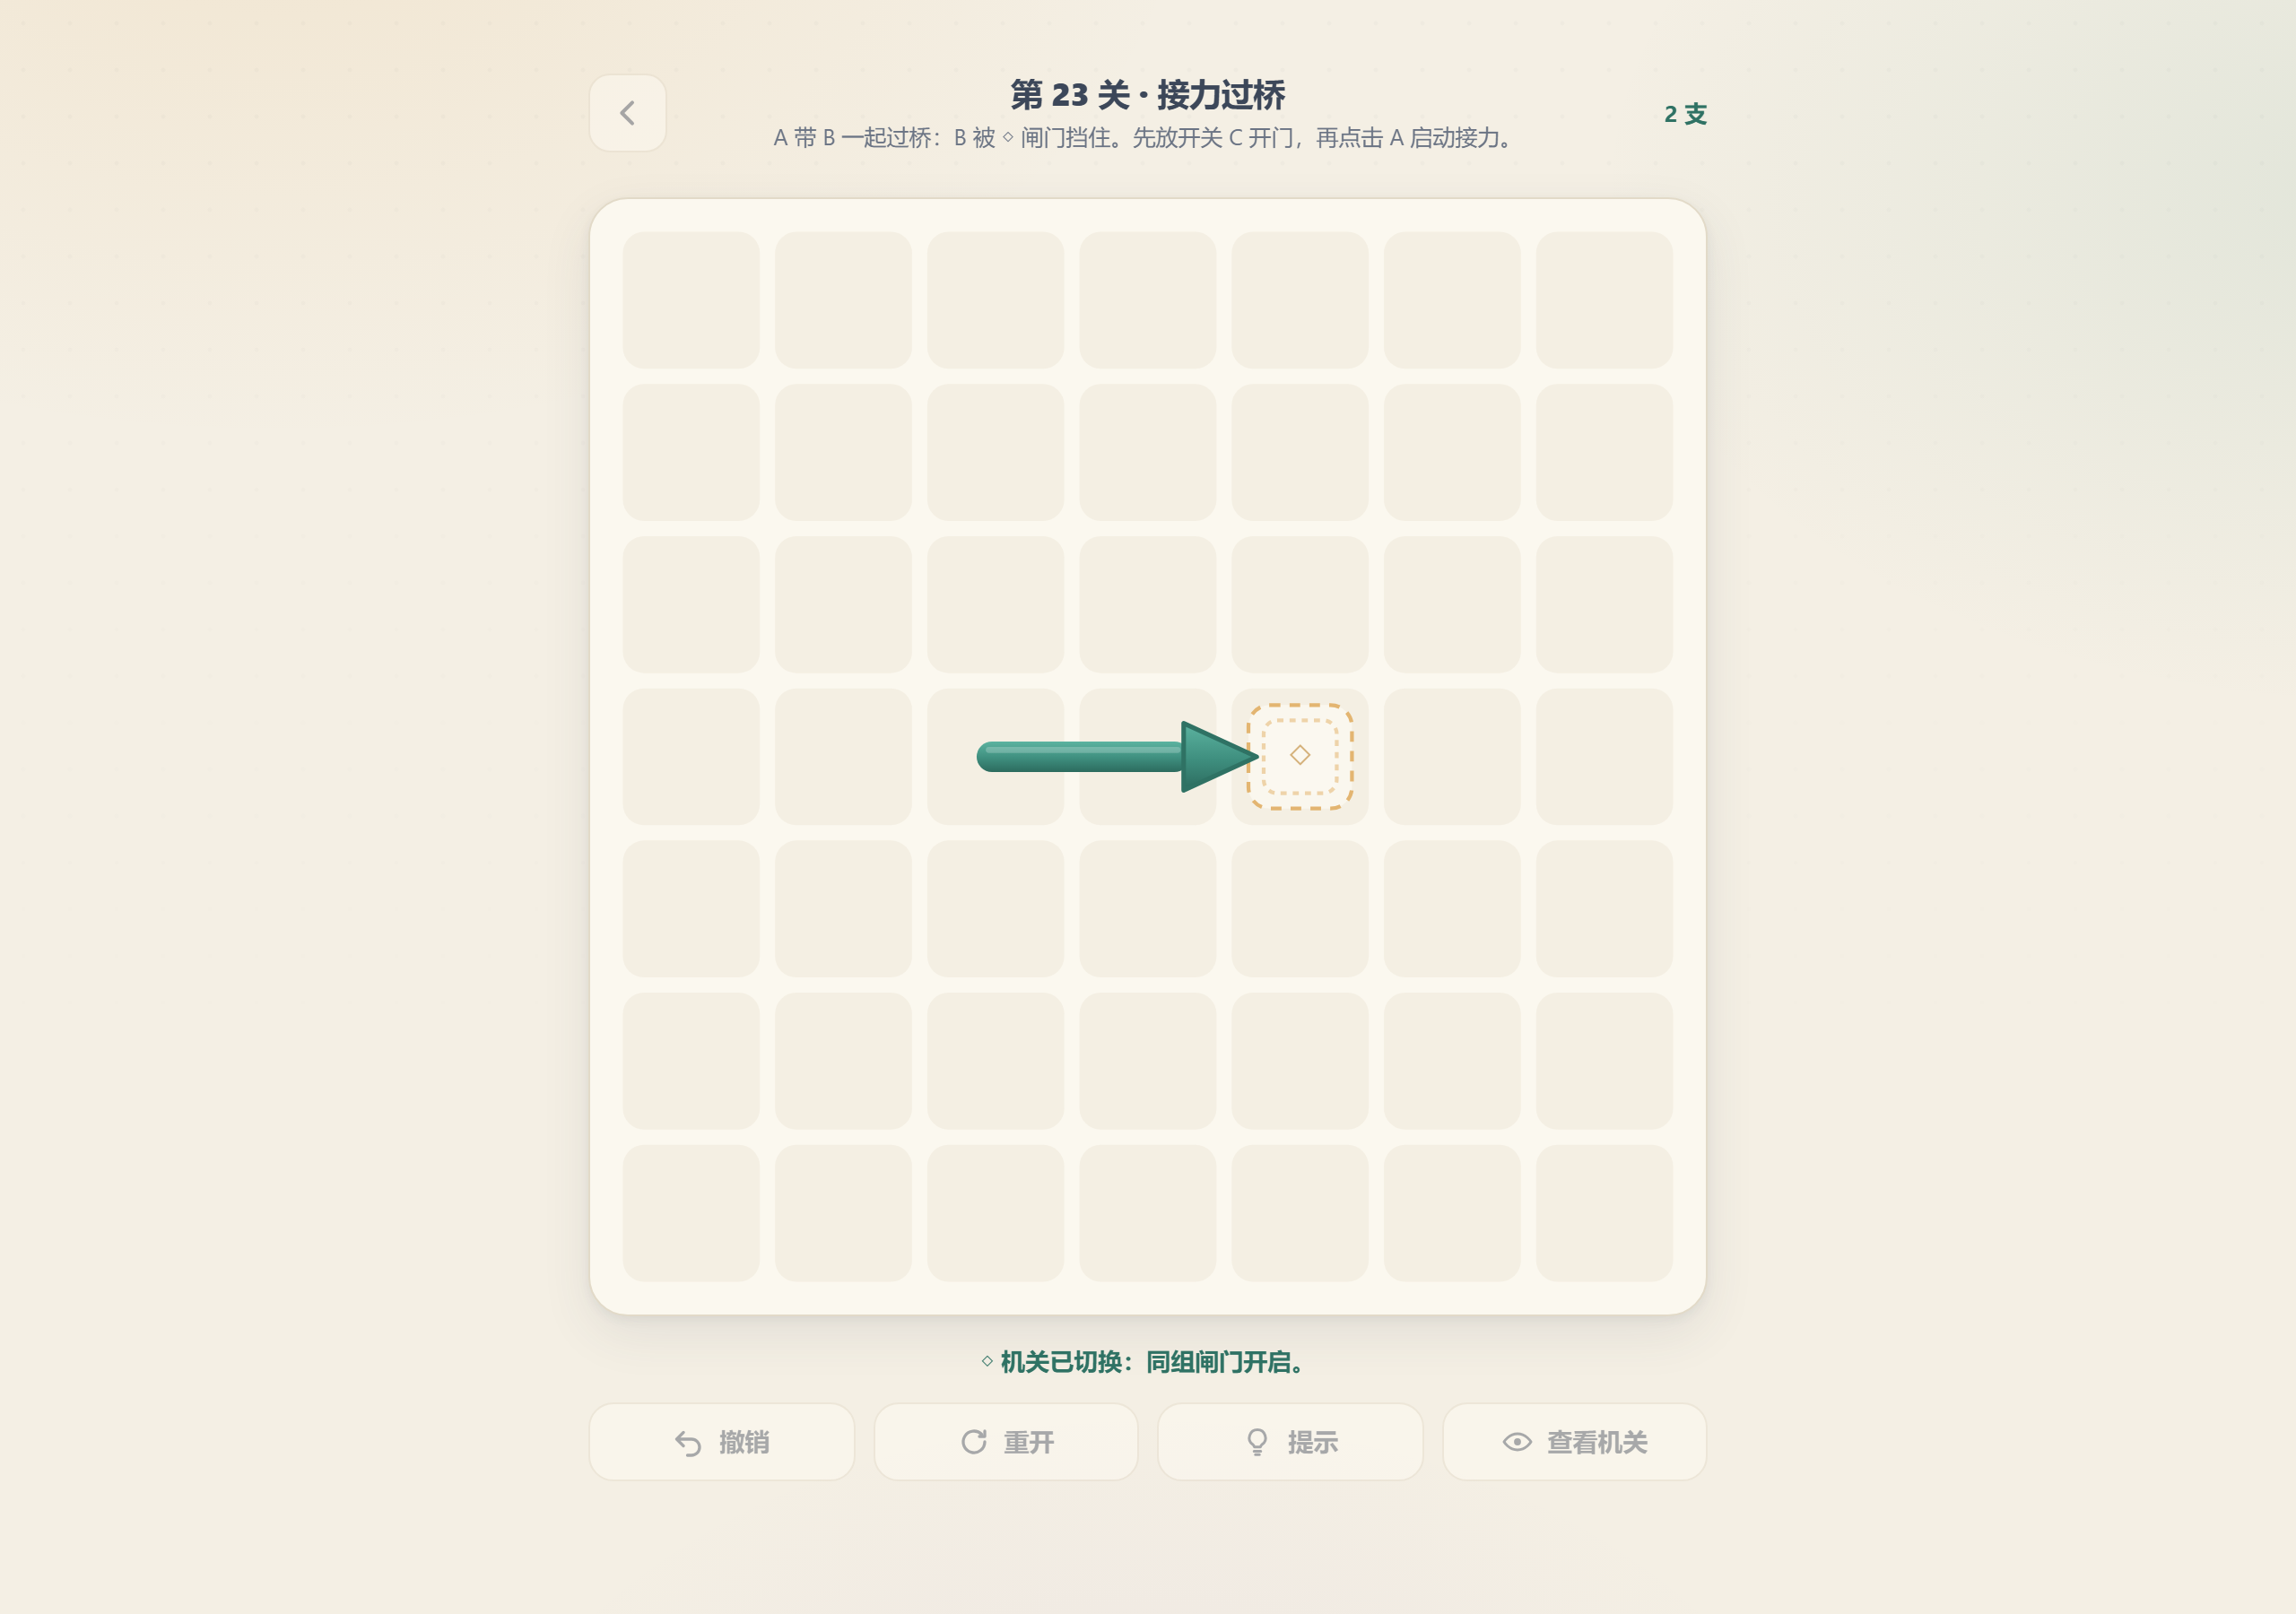 第 23 关 · 接力过桥
A 带 B 一起过桥：B 被 ◇ 闸门挡住。先放开关 C 开门，再点击 A 启动接力。
2 支
◇
◇ 机关已切换：同组闸门开启。
撤销
重开
提示
查看机关